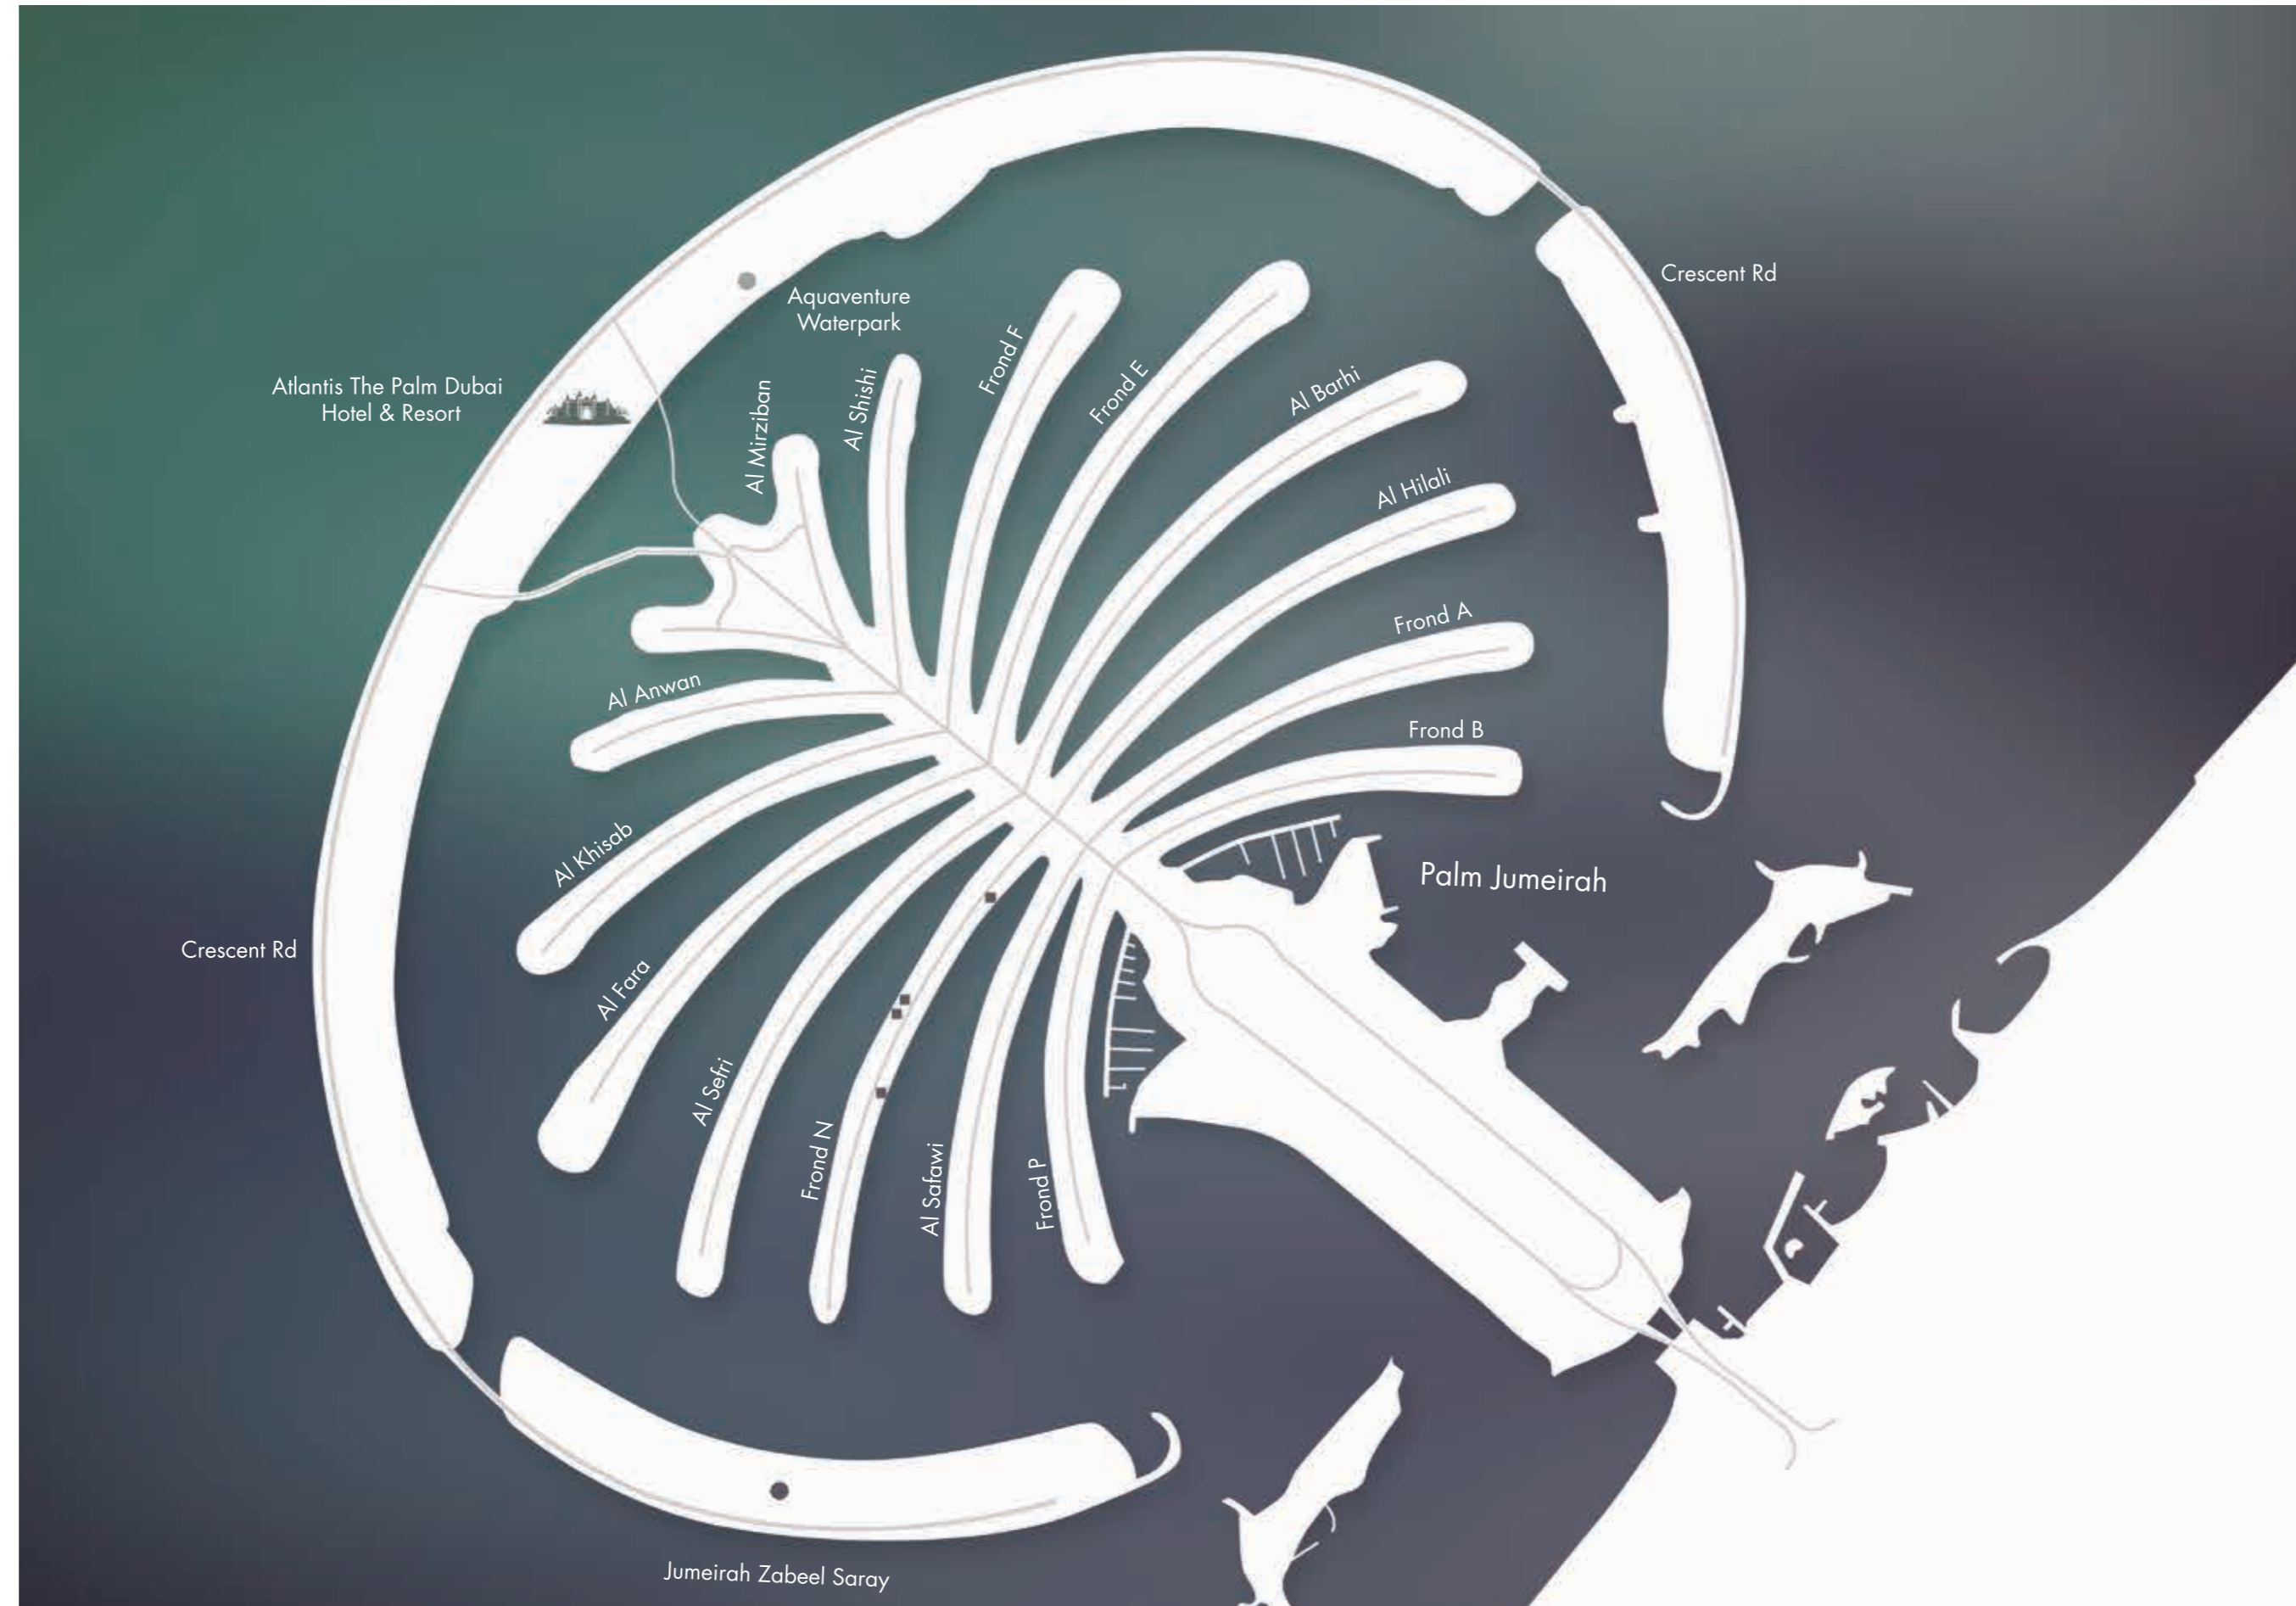 Crescent Rd
Aquaventure
Waterpark
Atlantis The Palm Dubai
Hotel & Resort
Al Mirziban
Al Shishi
Frond F
Frond E
Al Barhi
Al Hilali
Frond A
Frond B
Al Anwan
Al Khisab
Palm Jumeirah
Crescent Rd
Al Fara
Al Sefri
Frond N
Al Safawi
Frond P
Jumeirah Zabeel Saray